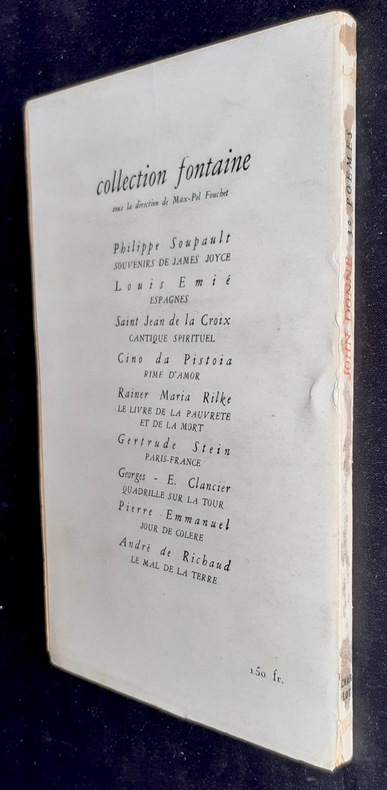 collection fontaine
sous la direction de Max-Pol Fouchet
Philippe Soupault
SOUVENIRS DE JAMES JOYCE
Louis Emié
ESPAGNES
Saint Jean de la Croix
CANTIQUE SPIRITUEL
Cino da Pistoia
RIME D'AMOR
Rainer Maria Rilke
LE LIVRE DE LA PAUVRETE
ET DE LA MORT
Gertrude Stein
PARIS-FRANCE
Georges - E. Clancier
QUADRILLE SUR LA TOUR
Pierre Emmanuel
JOUR DE COLERE
André de Richaud
LE MAL DE LA TERRE
150 fr.
JOHN DONNE POEMES